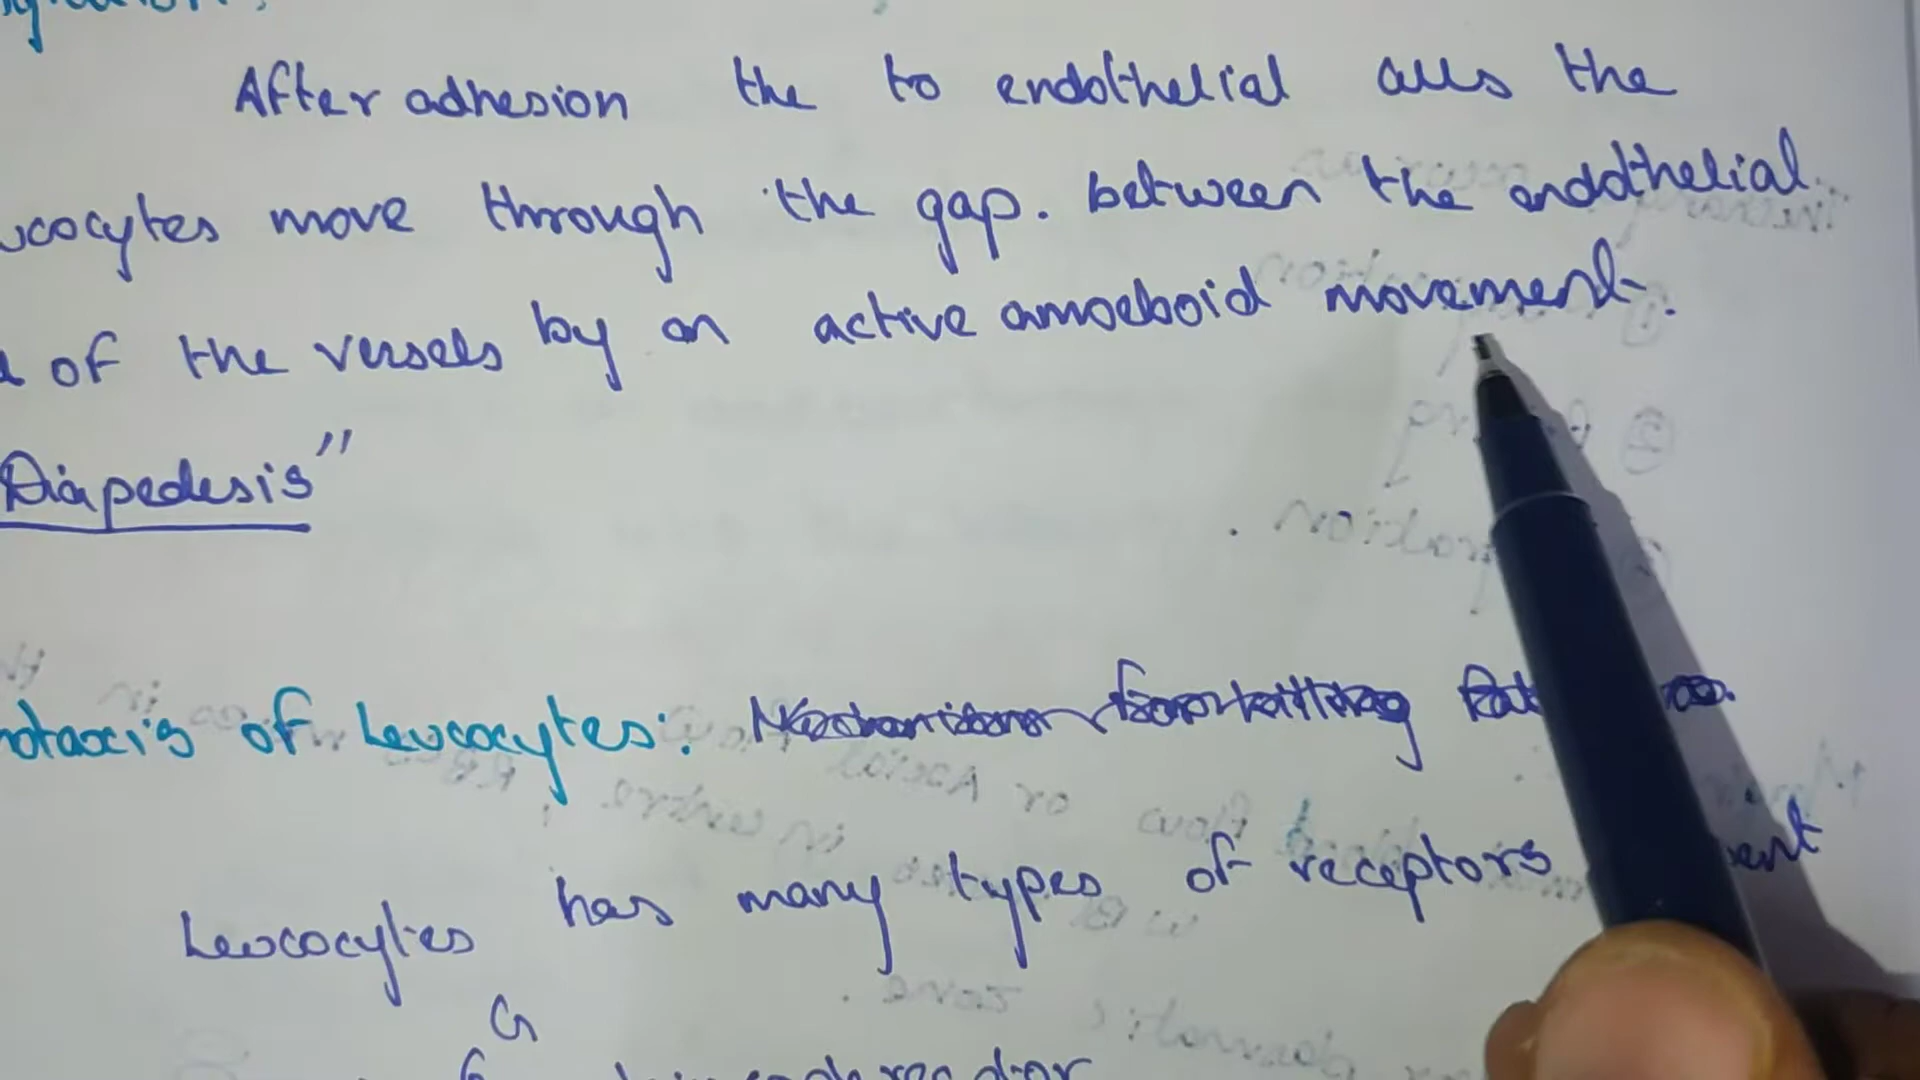 After adhesion the to endothelial cells the
ucocytes move through the gap. between the endothelial
of the vessels by an active amoeboid movement.
Diapedesis"
otaxis of Leucocytes:
Leucocytes has many types of receptors